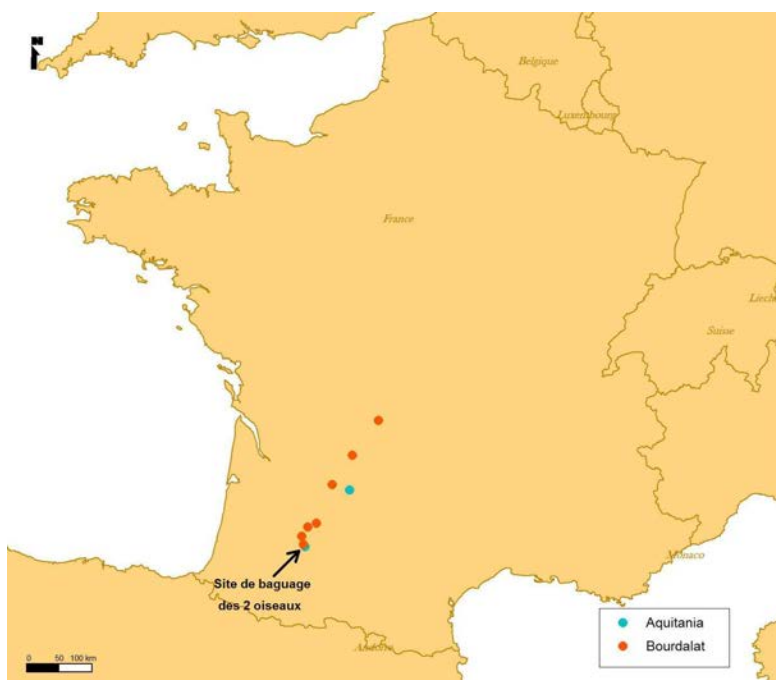 N
Belgique
Luxembourg
France
Liech
Suisse
Monaco
Site de baguage
des 2 oiseaux
Aquitania
Bourdalat
Andorre
0 50 100 km